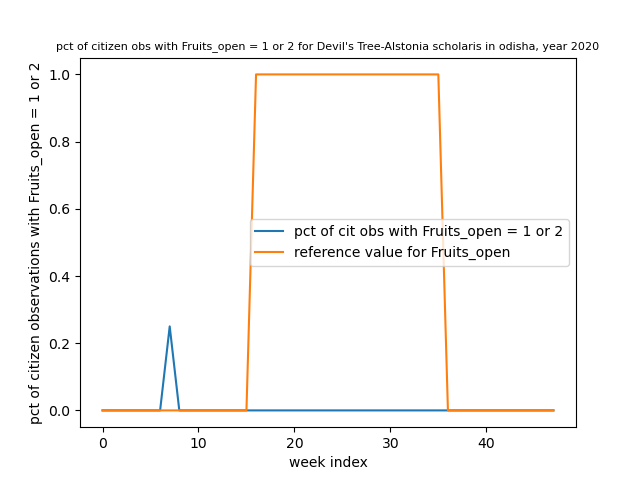 pct of citizen obs with Fruits_open = 1 or 2 for Devil's Tree-Alstonia scholaris in odisha, year 2020
pct of citizen observations with Fruits_open = 1 or 2
1.0
0.8
0.6
0.4
0.2
0.0
pct of cit obs with Fruits_open = 1 or 2
reference value for Fruits_open
0
10
20
30
40
week index